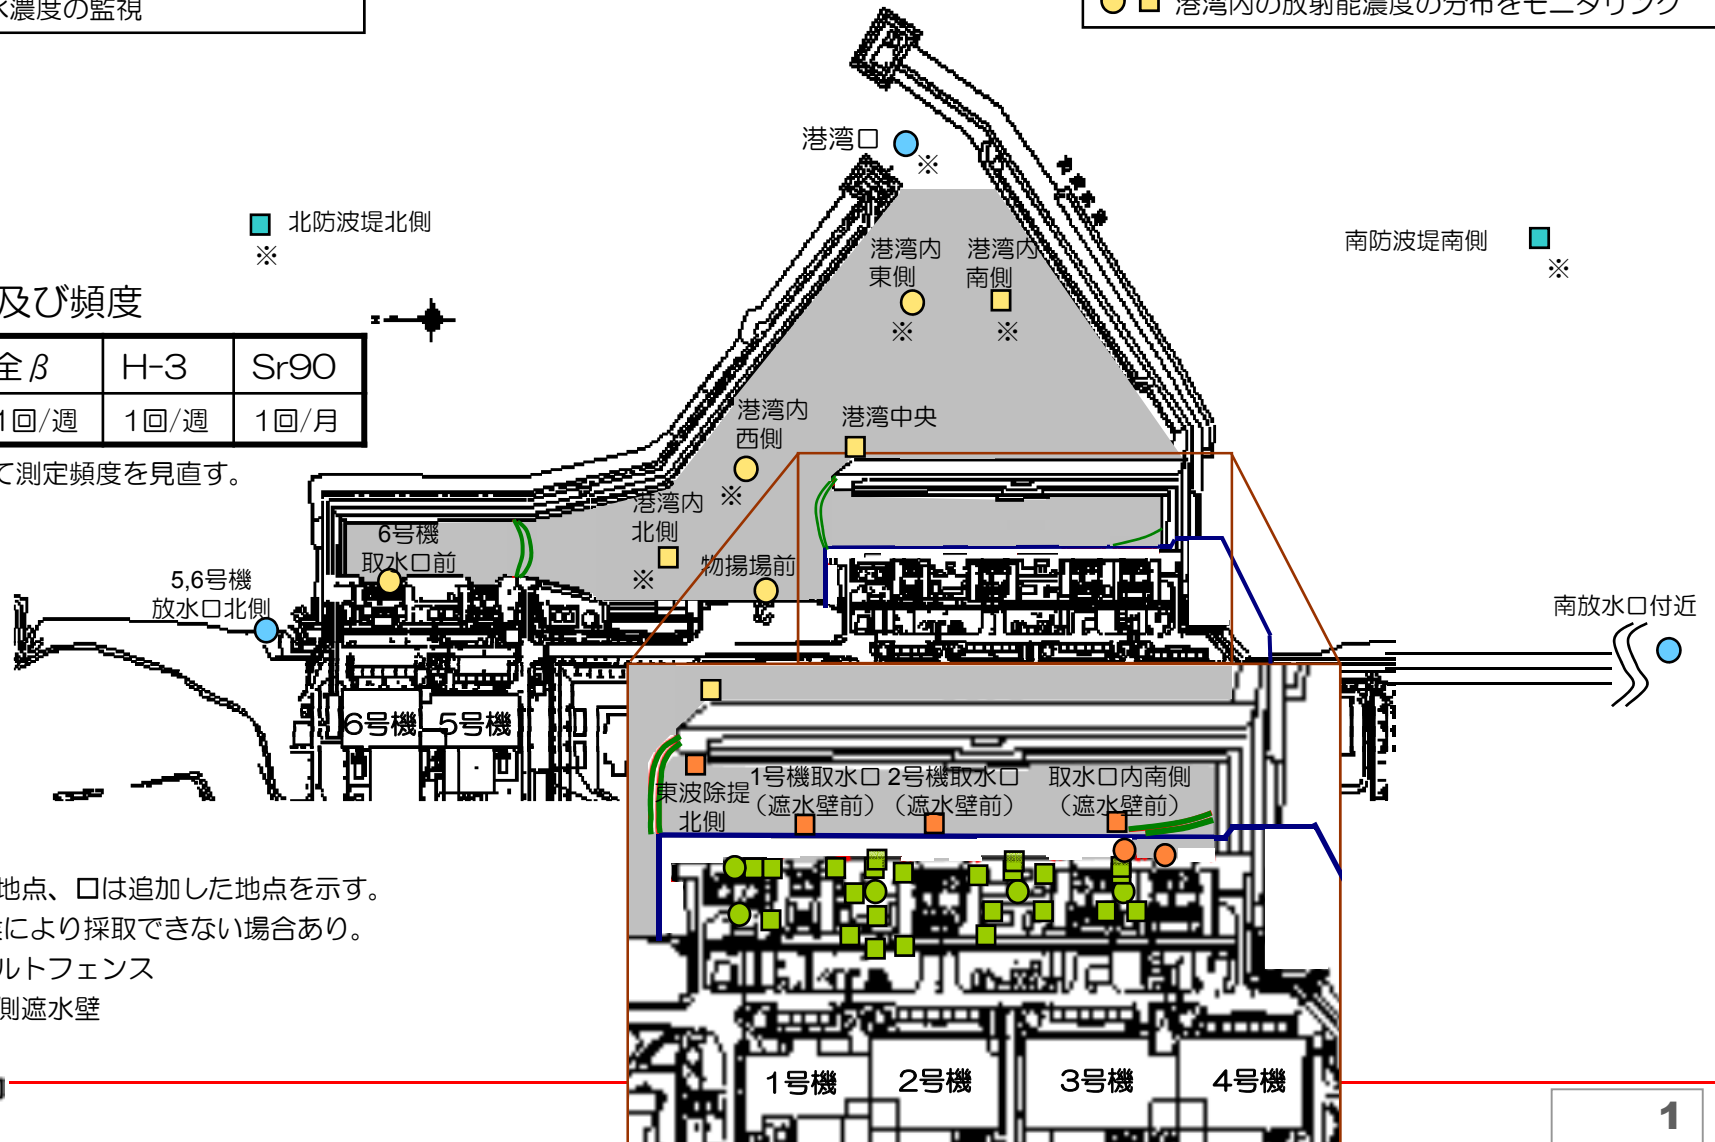 水濃度の監視
港湾内の放射能濃度の分布をモニタリング
港湾口
※
北防波堤北側
※
南防波堤南側
※
港湾内
東側
※
港湾内
南側
※
及び頻度
全β H-3 Sr90
1回/週 1回/週 1回/月
て測定頻度を見直す。
港湾内
西側
※
港湾中央
港湾内
北側
※
物揚場前
6号機
取水口前
5,6号機
放水口北側
南放水口付近
6号機 5号機
東波除提
北側
1号機取水口
(遮水壁前)
2号機取水口
(遮水壁前)
取水口内南側
(遮水壁前)
地点、口は追加した地点を示す。
により採取できない場合あり。
ルトフェンス
側遮水壁
1号機 2号機 3号機 4号機
1